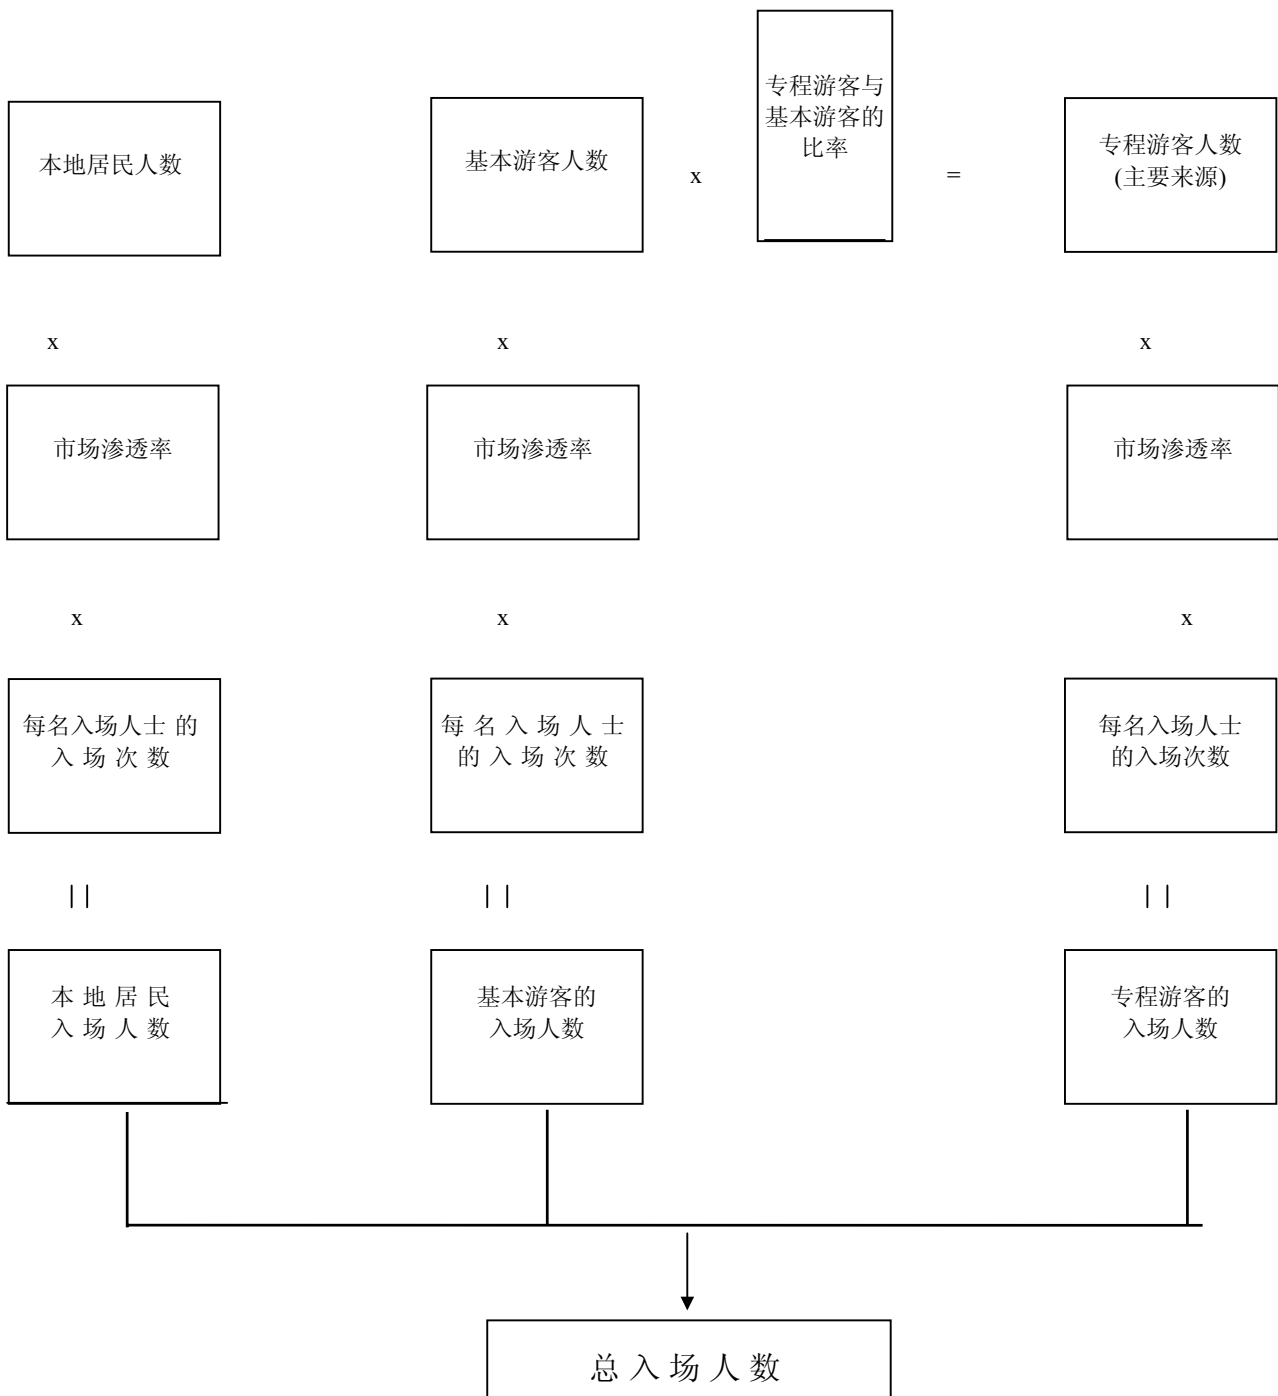 本地居民人数
基本游客人数
x
专程游客与
基本游客的
比率
=
专程游客人数
(主要来源)
x
x
x
市场渗透率
市场渗透率
市场渗透率
x
x
x
每名入场人士 的
入 场 次 数
每 名 入 场 人 士
的 入 场 次 数
每名入场人士
的入场次数
||
||
||
本 地 居 民
入 场 人 数
基本游客的
入场人数
专程游客的
入场人数
总 入 场 人 数